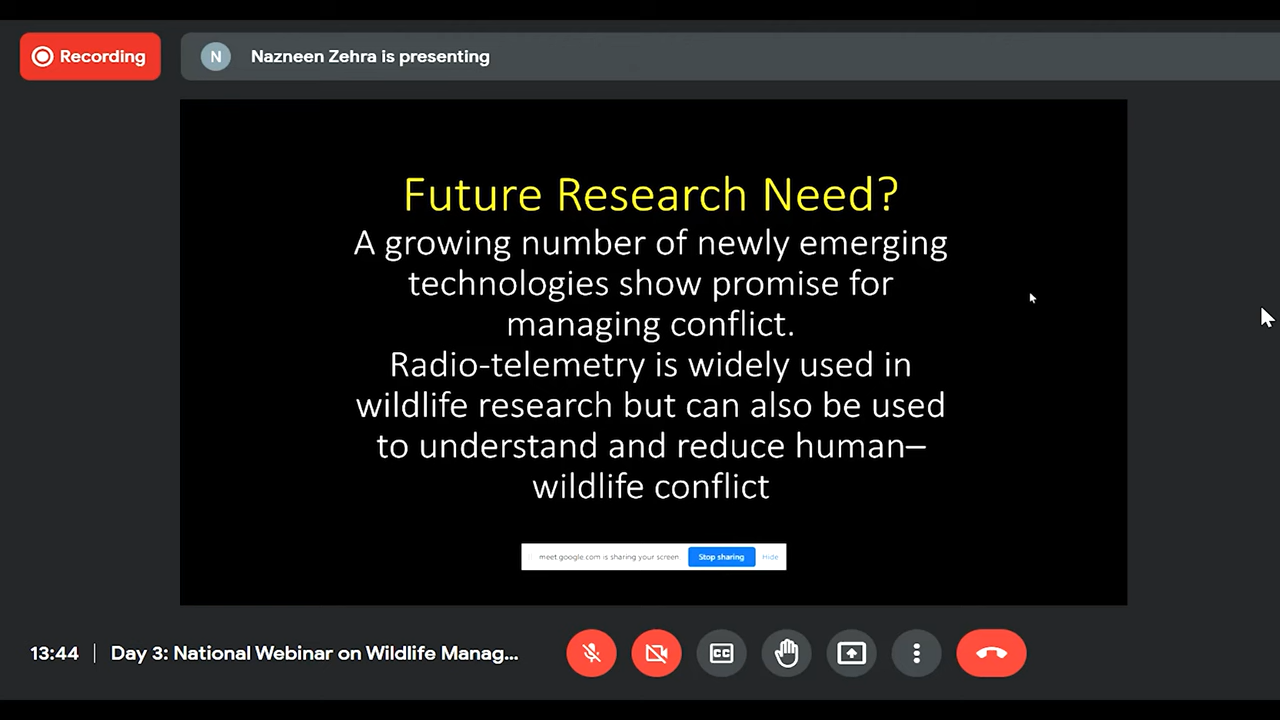 Recording
N
Nazneen Zehra is presenting
Future Research Need?
A growing number of newly emerging
technologies show promise for
managing conflict.
Radio-telemetry is widely used in
wildlife research but can also be used
to understand and reduce human–
wildlife conflict
meet.google.com is sharing your screen Stop sharing Hide
13:44 | Day 3: National Webinar on Wildlife Manag...
CC